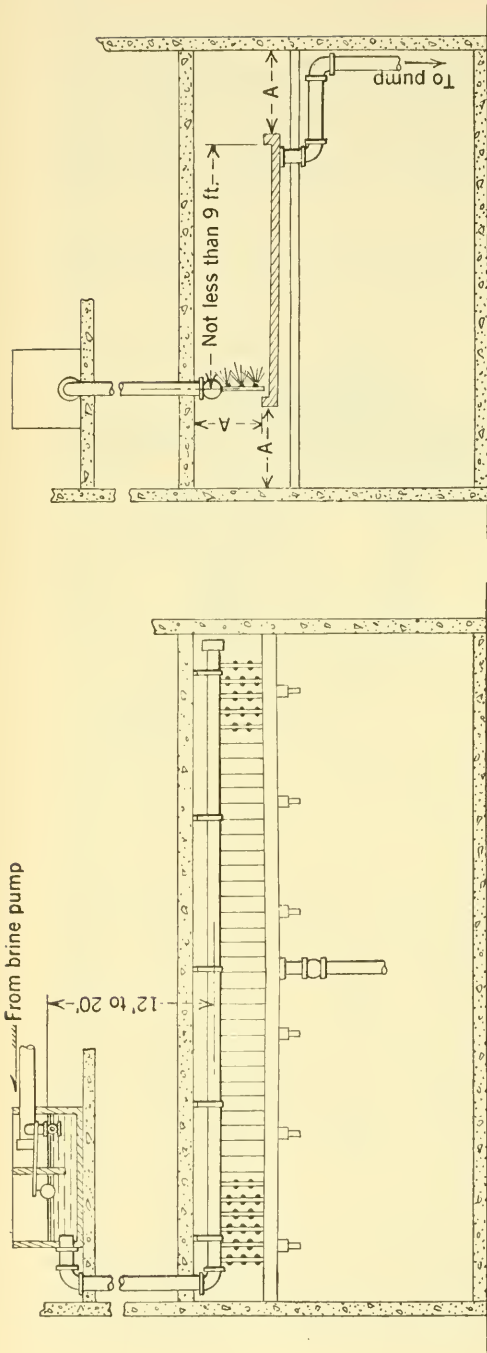 From brine pump
12' to 20'
Not less than 9 ft.
A
A
A
To pump